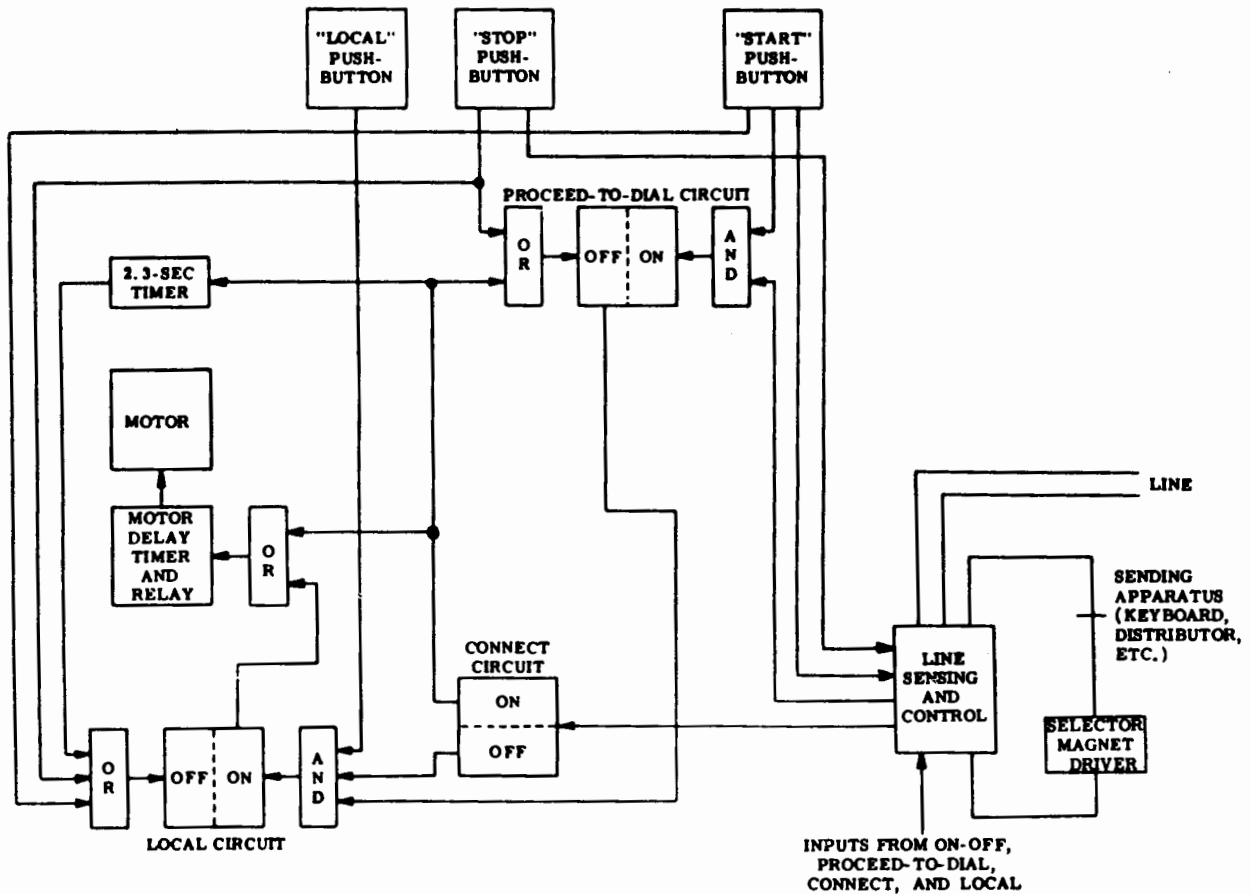 "LOCAL"
PUSH-
BUTTON
"STOP"
PUSH-
BUTTON
"START"
PUSH-
BUTTON
PROCEED-TO-DIAL CIRCUIT
O
R
OFF
ON
A
N
D
2.3-SEC
TIMER
MOTOR
MOTOR
DELAY
TIMER
AND
RELAY
O
R
LINE
SENDING
APPARATUS
(KEYBOARD,
DISTRIBUTOR,
ETC.)
CONNECT
CIRCUIT
ON
OFF
LINE
SENSING
AND
CONTROL
SELECTOR
MAGNET
DRIVER
O
R
OFF
ON
A
N
D
LOCAL CIRCUIT
INPUTS FROM ON-OFF,
PROCEED-TO-DIAL,
CONNECT, AND LOCAL